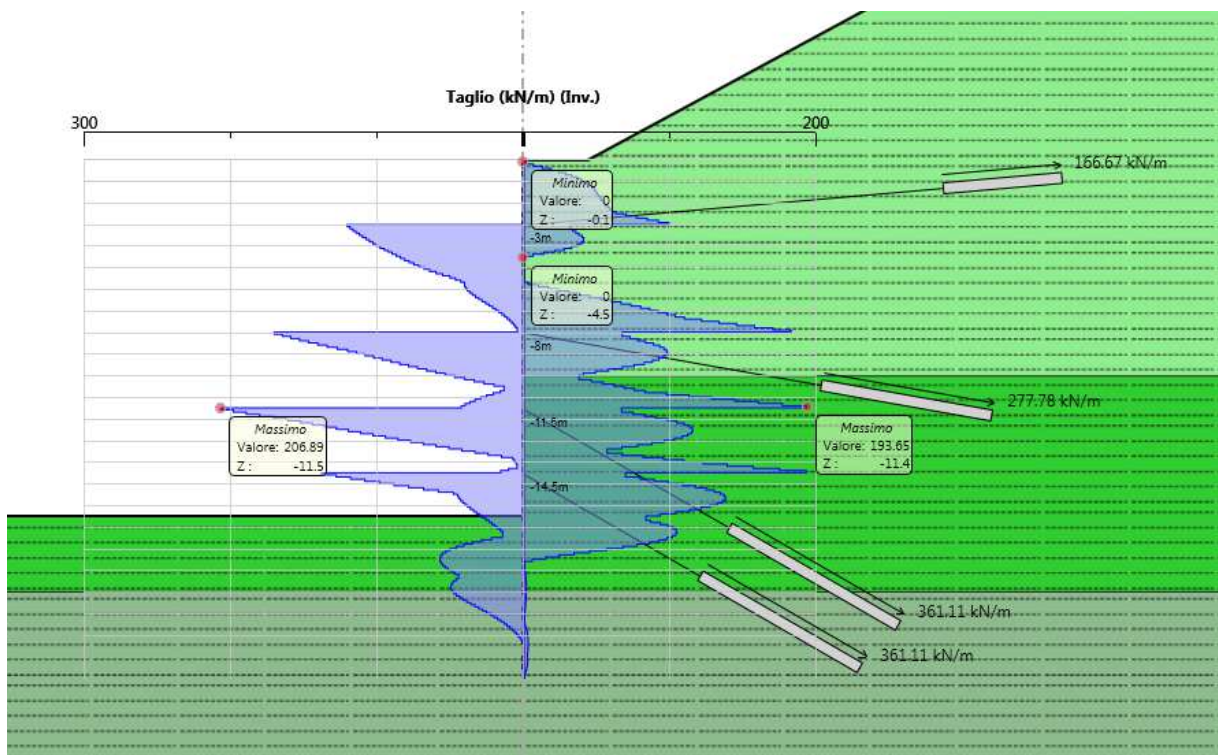 Taglio (kN/m) (Inv.)
300
200
166.67 kN/m
Minimo
Valore: 0
Z : -0.1
-3m
Minimo
Valore: 0
Z : -4.5
-8m
277.78 kN/m
-11.5m
Massimo
Valore: 206.89
Z : -11.5
Massimo
Valore: 193.65
Z : -11.4
-14.5m
361.11 kN/m
361.11 kN/m